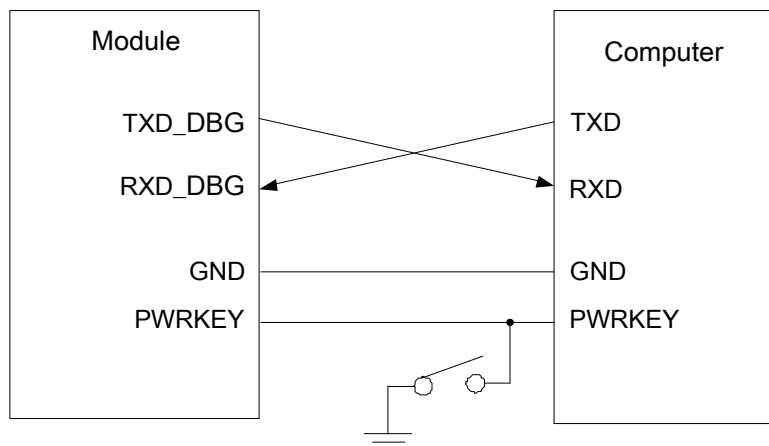 Module
TXD_DBG
RXD_DBG
GND
PWRKEY
Computer
TXD
RXD
GND
PWRKEY